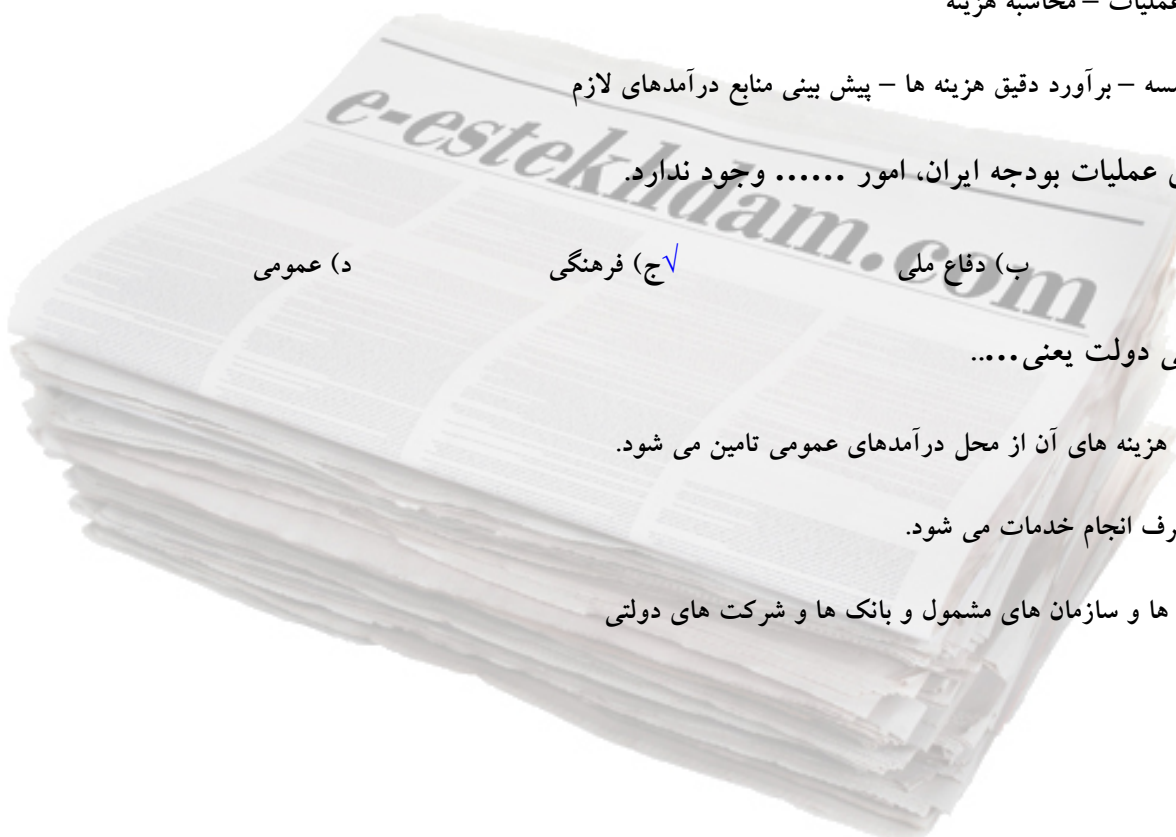 عملیات – محاسبه هزینه
– برآورد دقیق هزینه ها – پیش بینی منابع درآمدهای لازم
عملیات بودجه ایران، امور ...... وجود ندارد.
ب) دفاع ملی √ج) فرهنگی د) عمومی
دولت یعنی.....
هزینه های آن از محل درآمدهای عمومی تامین می شود.
انجام خدمات می شود.
ها و سازمان های مشمول و بانک ها و شرکت های دولتی
e-estekhdam.com